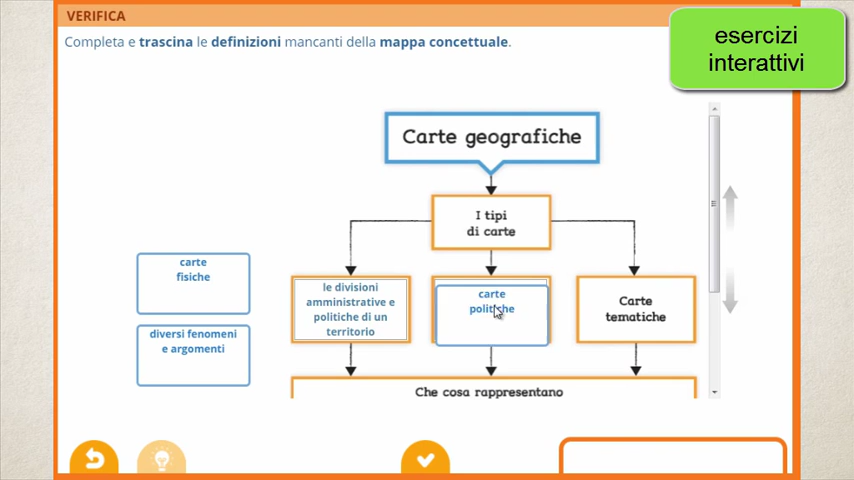 VERIFICA
Completa e trascina le definizioni mancanti della mappa concettuale.
esercizi
interattivi
Carte geografiche
I tipi
di carte
carte
fisiche
diversi fenomeni
e argomenti
le divisioni
amministrative e
politiche di un
territorio
carte
politiche
Carte
tematiche
Che cosa rappresentano